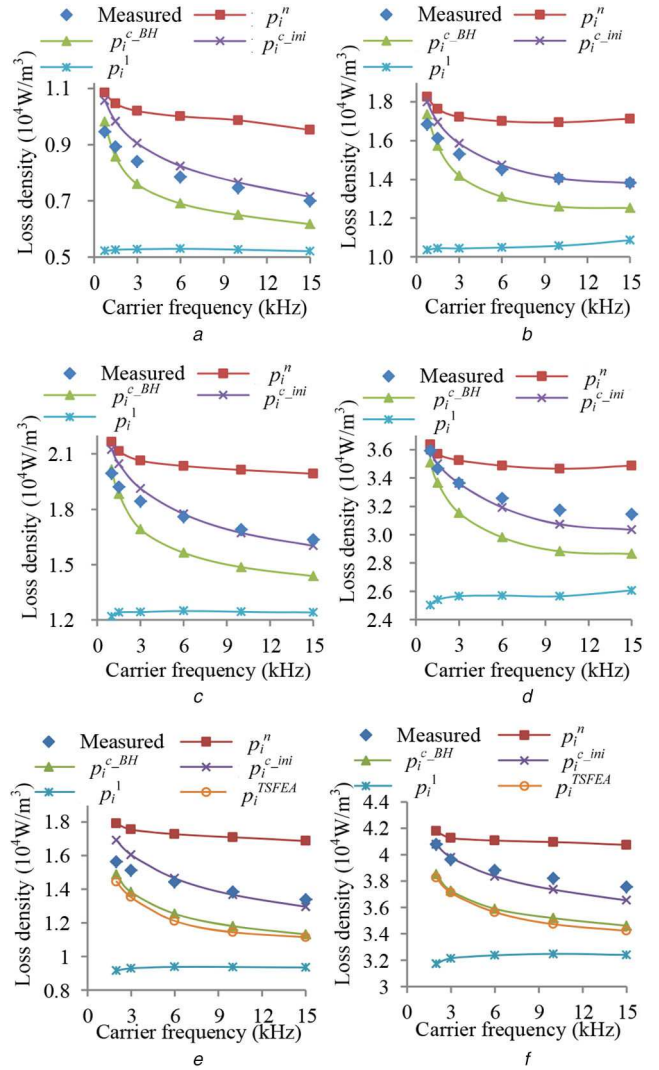 Measured p_i^n
p_i^{c_BH} p_i^{c_ini}
p_i^1
Loss density (10^4W/m^3)
1.1
0.9
0.7
0.5
0 3 6 9 12 15
Carrier frequency (kHz)
a
Measured p_i^n
p_i^{c_BH} p_i^{c_ini}
p_i^1
Loss density (10^4W/m^3)
1.8
1.6
1.4
1.2
1.0
0 3 6 9 12 15
Carrier frequency (kHz)
b
Measured p_i^n
p_i^{c_BH} p_i^{c_ini}
p_i^1
Loss density (10^4W/m^3)
2.1
1.8
1.5
1.2
0 3 6 9 12 15
Carrier frequency (kHz)
c
Measured p_i^n
p_i^{c_BH} p_i^{c_ini}
p_i^1
Loss density (10^4W/m^3)
3.6
3.4
3.2
3.0
2.8
2.6
2.4
0 3 6 9 12 15
Carrier frequency (kHz)
d
Measured p_i^n
p_i^{c_BH} p_i^{c_ini}
p_i^1 p_i^{TSFEA}
Loss density (10^4W/m^3)
1.8
1.6
1.4
1.2
1
0.8
0 3 6 9 12 15
Carrier frequency (kHz)
e
Measured p_i^n
p_i^{c_BH} p_i^{c_ini}
p_i^1 p_i^{TSFEA}
Loss density (10^4W/m^3)
4.4
4.2
4
3.8
3.6
3.4
3.2
3
0 3 6 9 12 15
Carrier frequency (kHz)
f